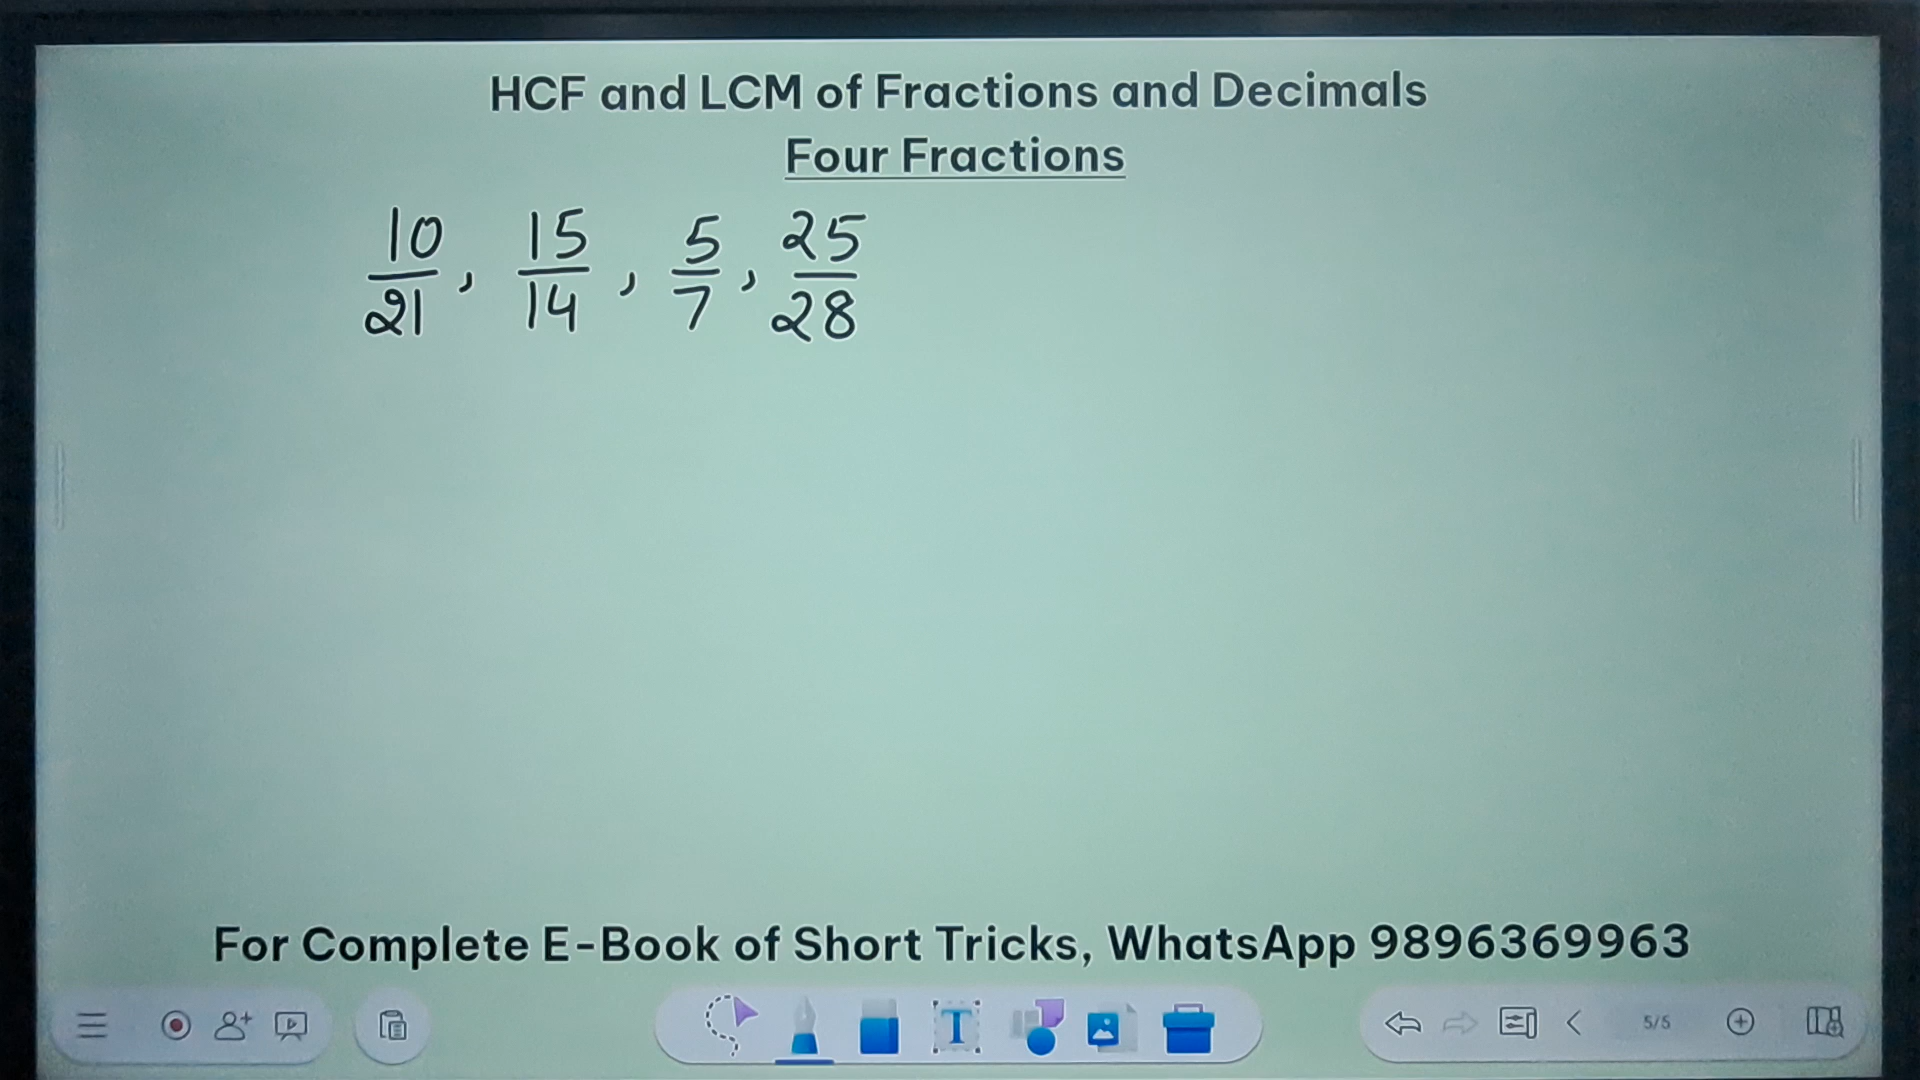 HCF and LCM of Fractions and Decimals
Four Fractions
10/21, 15/14, 5/7, 25/28
For Complete E-Book of Short Tricks, WhatsApp 9896369963
T
5/5